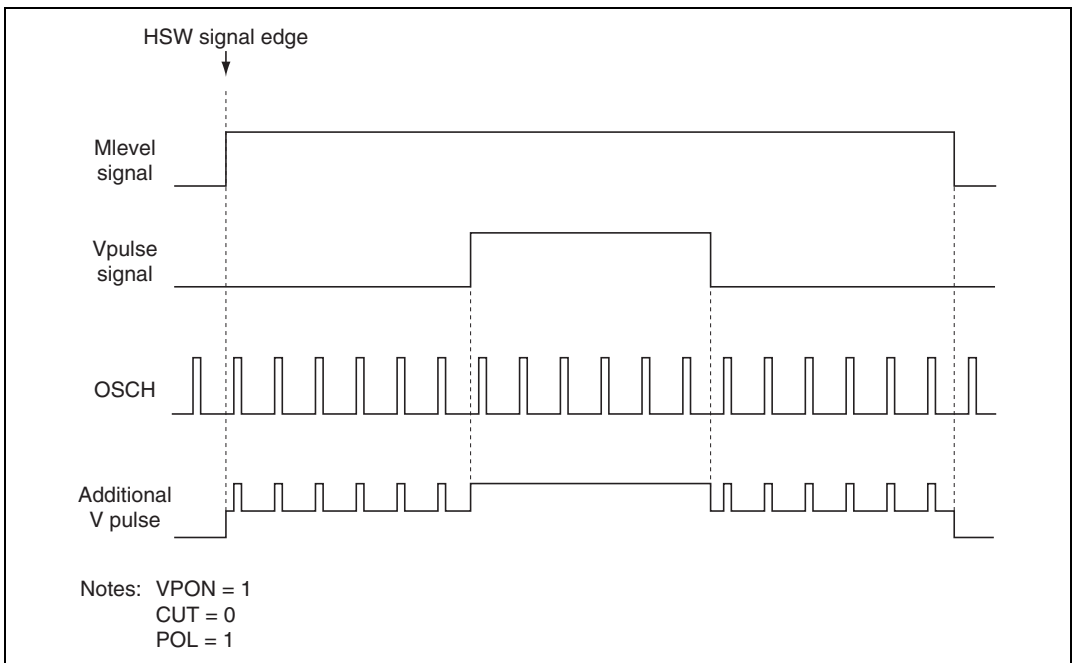 HSW signal edge
Mlevel
signal
Vpulse
signal
OSCH
Additional
V pulse
Notes: VPON = 1
CUT = 0
POL = 1